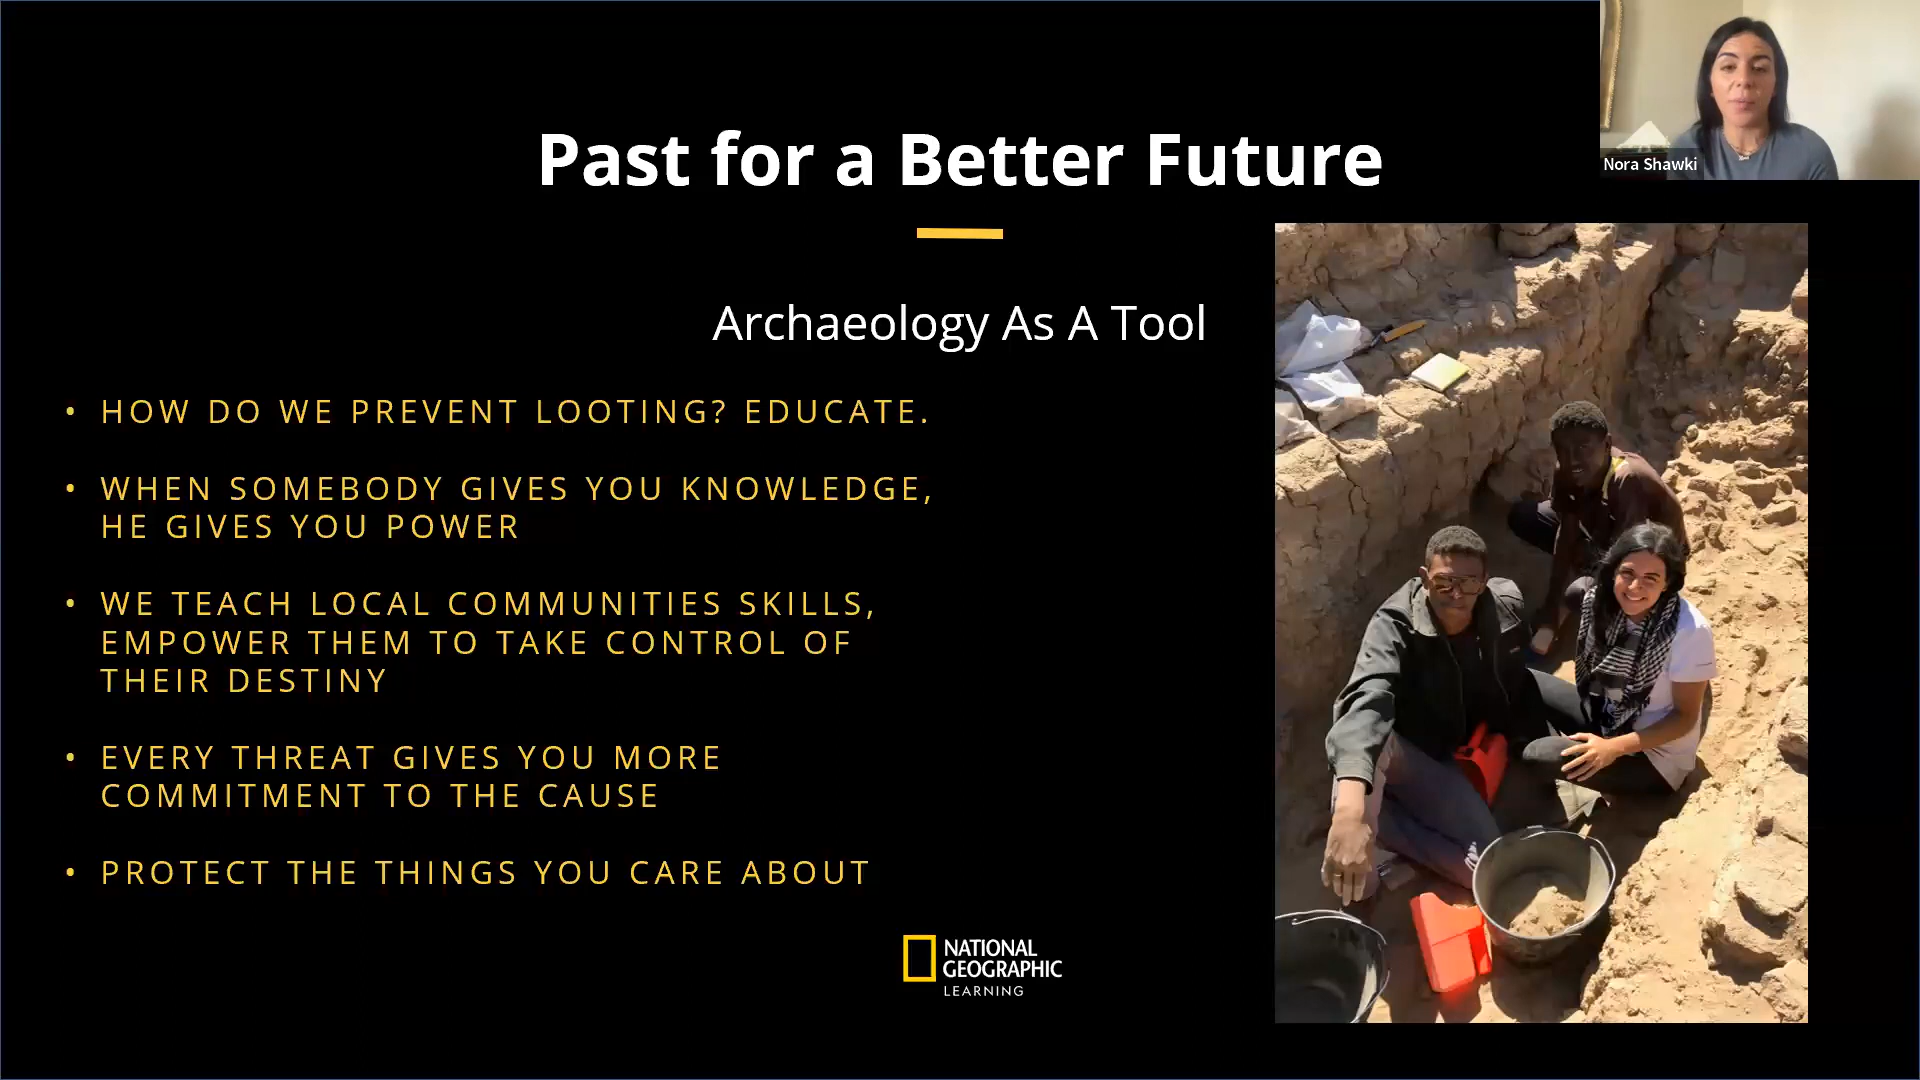 Past for a Better Future
Nora Shawki
Archaeology As A Tool
• HOW DO WE PREVENT LOOTING? EDUCATE.
• WHEN SOMEBODY GIVES YOU KNOWLEDGE,
HE GIVES YOU POWER
• WE TEACH LOCAL COMMUNITIES SKILLS,
EMPOWER THEM TO TAKE CONTROL OF
THEIR DESTINY
• EVERY THREAT GIVES YOU MORE
COMMITMENT TO THE CAUSE
• PROTECT THE THINGS YOU CARE ABOUT
NATIONAL
GEOGRAPHIC
LEARNING